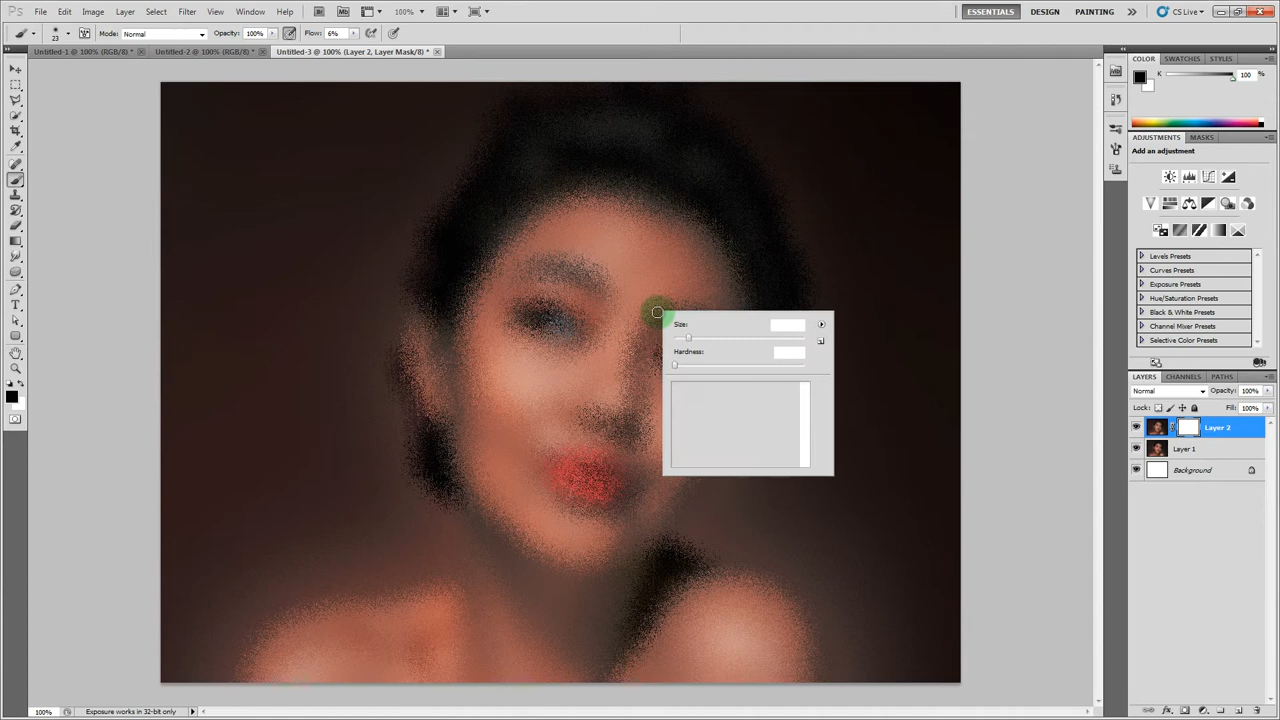 Ps File Edit Image Layer Select Filter View Window Help Mb 100% ESSENTIALS DESIGN PAINTING CS Live
23 Mode: Normal Opacity: 100% Flow: 6%
Untitled-1 @ 100% (RGB/8) * Untitled-2 @ 100% (RGB/8) * Untitled-3 @ 100% (Layer 2, Layer Mask/8) *
COLOR SWATCHES STYLES
K 100 %
Mb
ADJUSTMENTS MASKS
Add an adjustment
Levels Presets
Curves Presets
Exposure Presets
Hue/Saturation Presets
Black & White Presets
Channel Mixer Presets
Selective Color Presets
Size:
Hardness:
LAYERS CHANNELS PATHS
Normal Opacity: 100%
Lock: Fill: 100%
Layer 2
Layer 1
Background
100% Exposure works in 32-bit only